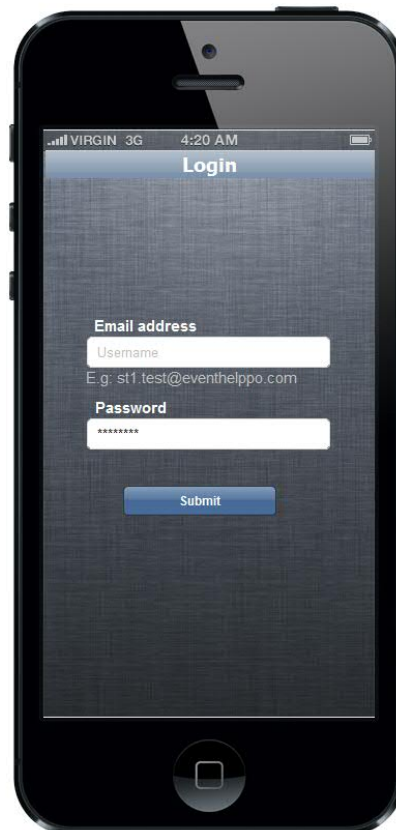 VIRGIN 3G 4:20 AM
Login
Email address
Username
E.g: st1.test@eventhelppo.com
Password
********
Submit